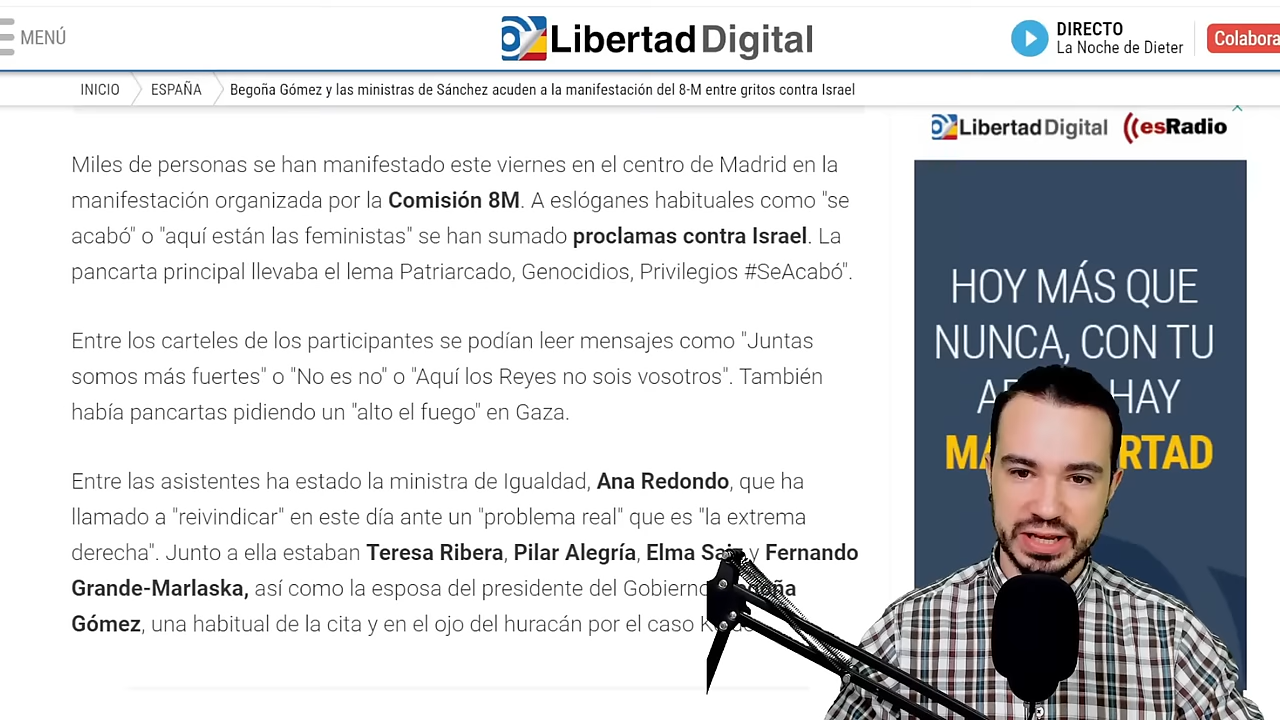 MENÚ
Libertad Digital
DIRECTO
La Noche de Dieter
Colabora
INICIO
ESPAÑA
Begoña Gómez y las ministras de Sánchez acuden a la manifestación del 8-M entre gritos contra Israel
Miles de personas se han manifestado este viernes en el centro de Madrid en la
manifestación organizada por la Comisión 8M. A eslóganes habituales como "se
acabó" o "aquí están las feministas" se han sumado proclamas contra Israel. La
pancarta principal llevaba el lema Patriarcado, Genocidios, Privilegios #SeAcabó".
Entre los carteles de los participantes se podían leer mensajes como "Juntas
somos más fuertes" o "No es no" o "Aquí los Reyes no sois vosotros". También
había pancartas pidiendo un "alto el fuego" en Gaza.
Entre las asistentes ha estado la ministra de Igualdad, Ana Redondo, que ha
llamado a "reivindicar" en este día ante un "problema real" que es "la extrema
derecha". Junto a ella estaban Teresa Ribera, Pilar Alegría, Elma Saiz y Fernando
Grande-Marlaska, así como la esposa del presidente del Gobierno
Gómez, una habitual de la cita y en el ojo del huracán por el caso
Libertad Digital esRadio
HOY MÁS QUE
NUNCA, CON TU
HAY